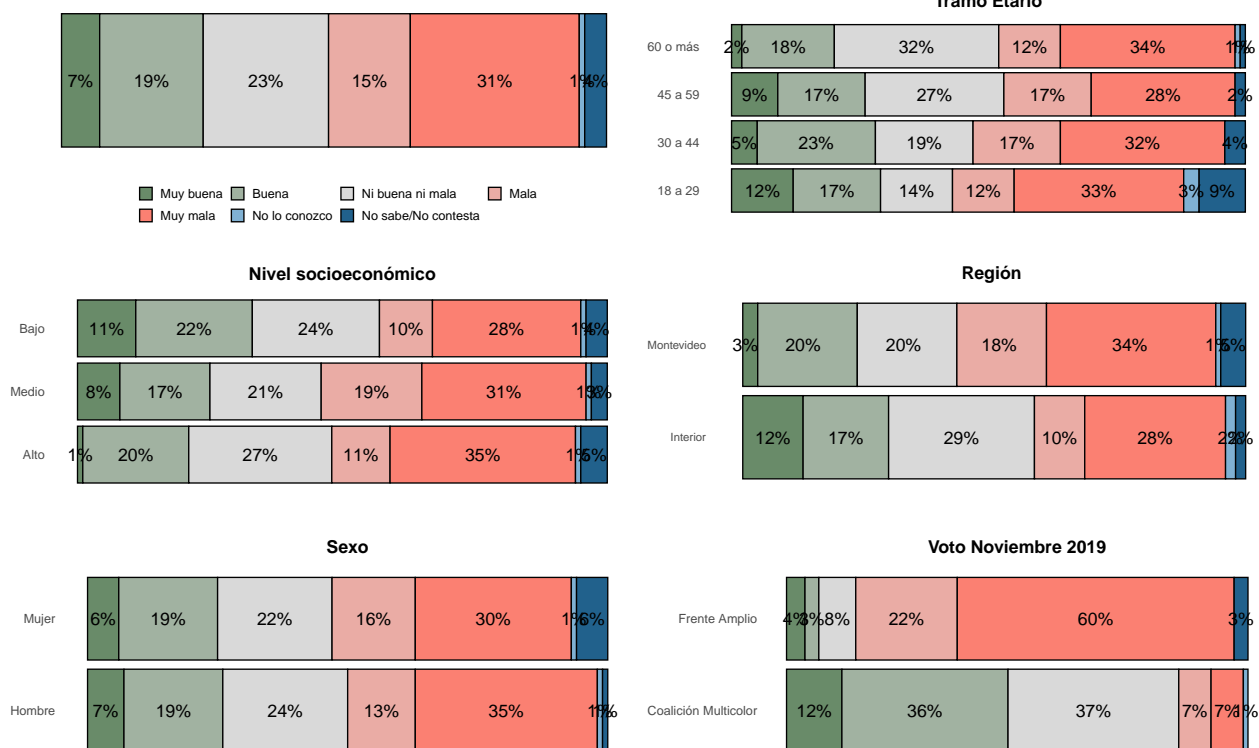 7% 19% 23% 15% 31% 1% 4%
Muy buena Buena Ni buena ni mala Mala
Muy mala No lo conozco No sabe/No contesta
Tramo Etario
60 o más 2% 18% 32% 12% 34% 1% 1%
45 a 59 9% 17% 27% 17% 28% 2%
30 a 44 5% 23% 19% 17% 32% 4%
18 a 29 12% 17% 14% 12% 33% 3% 9%
Nivel socioeconómico
Bajo 11% 22% 24% 10% 28% 1% 4%
Medio 8% 17% 21% 19% 31% 1% 3%
Alto 1% 20% 27% 11% 35% 1% 5%
Región
Montevideo 3% 20% 20% 18% 34% 1% 5%
Interior 12% 17% 29% 10% 28% 2% 2%
Sexo
Mujer 6% 19% 22% 16% 30% 1% 6%
Hombre 7% 19% 24% 13% 35% 1% 1%
Voto Noviembre 2019
Frente Amplio 4% 3% 8% 22% 60% 3%
Coalición Multicolor 12% 36% 37% 7% 7% 1%